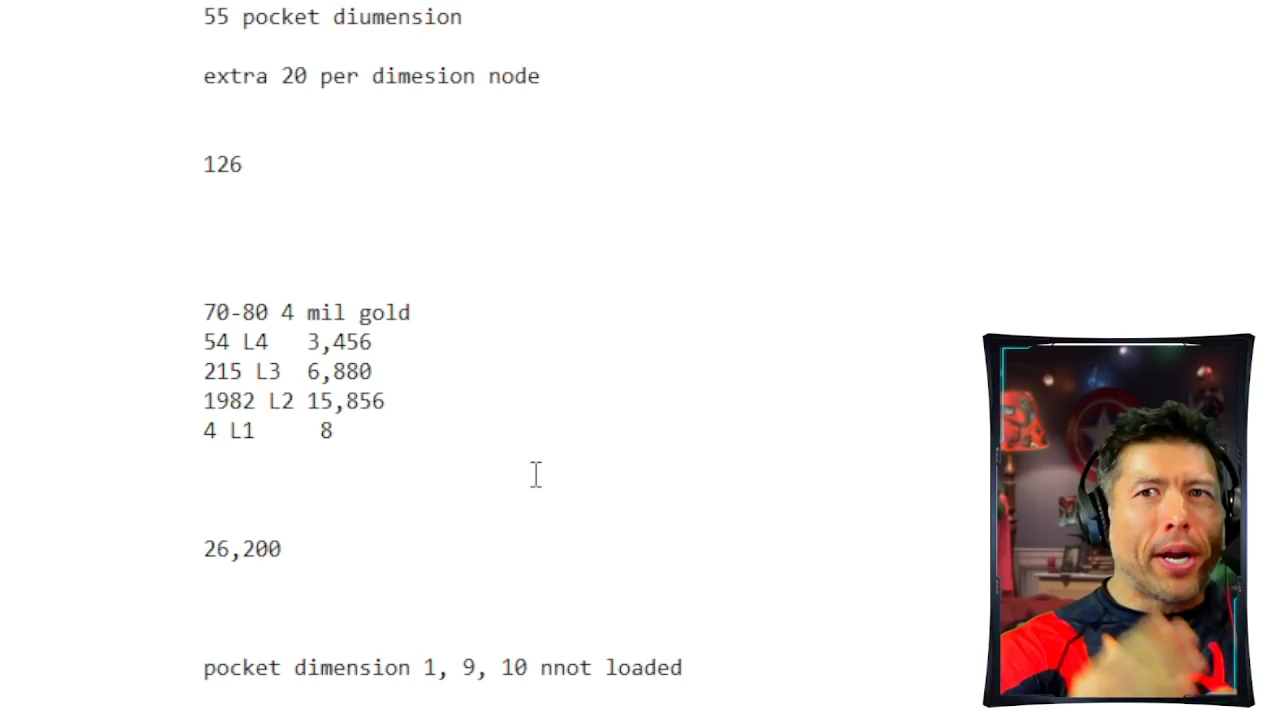 55 pocket diumension
extra 20 per dimesion node
126
70-80 4 mil gold
54 L4 3,456
215 L3 6,880
1982 L2 15,856
4 L1 8
26,200
pocket dimension 1, 9, 10 nnot loaded